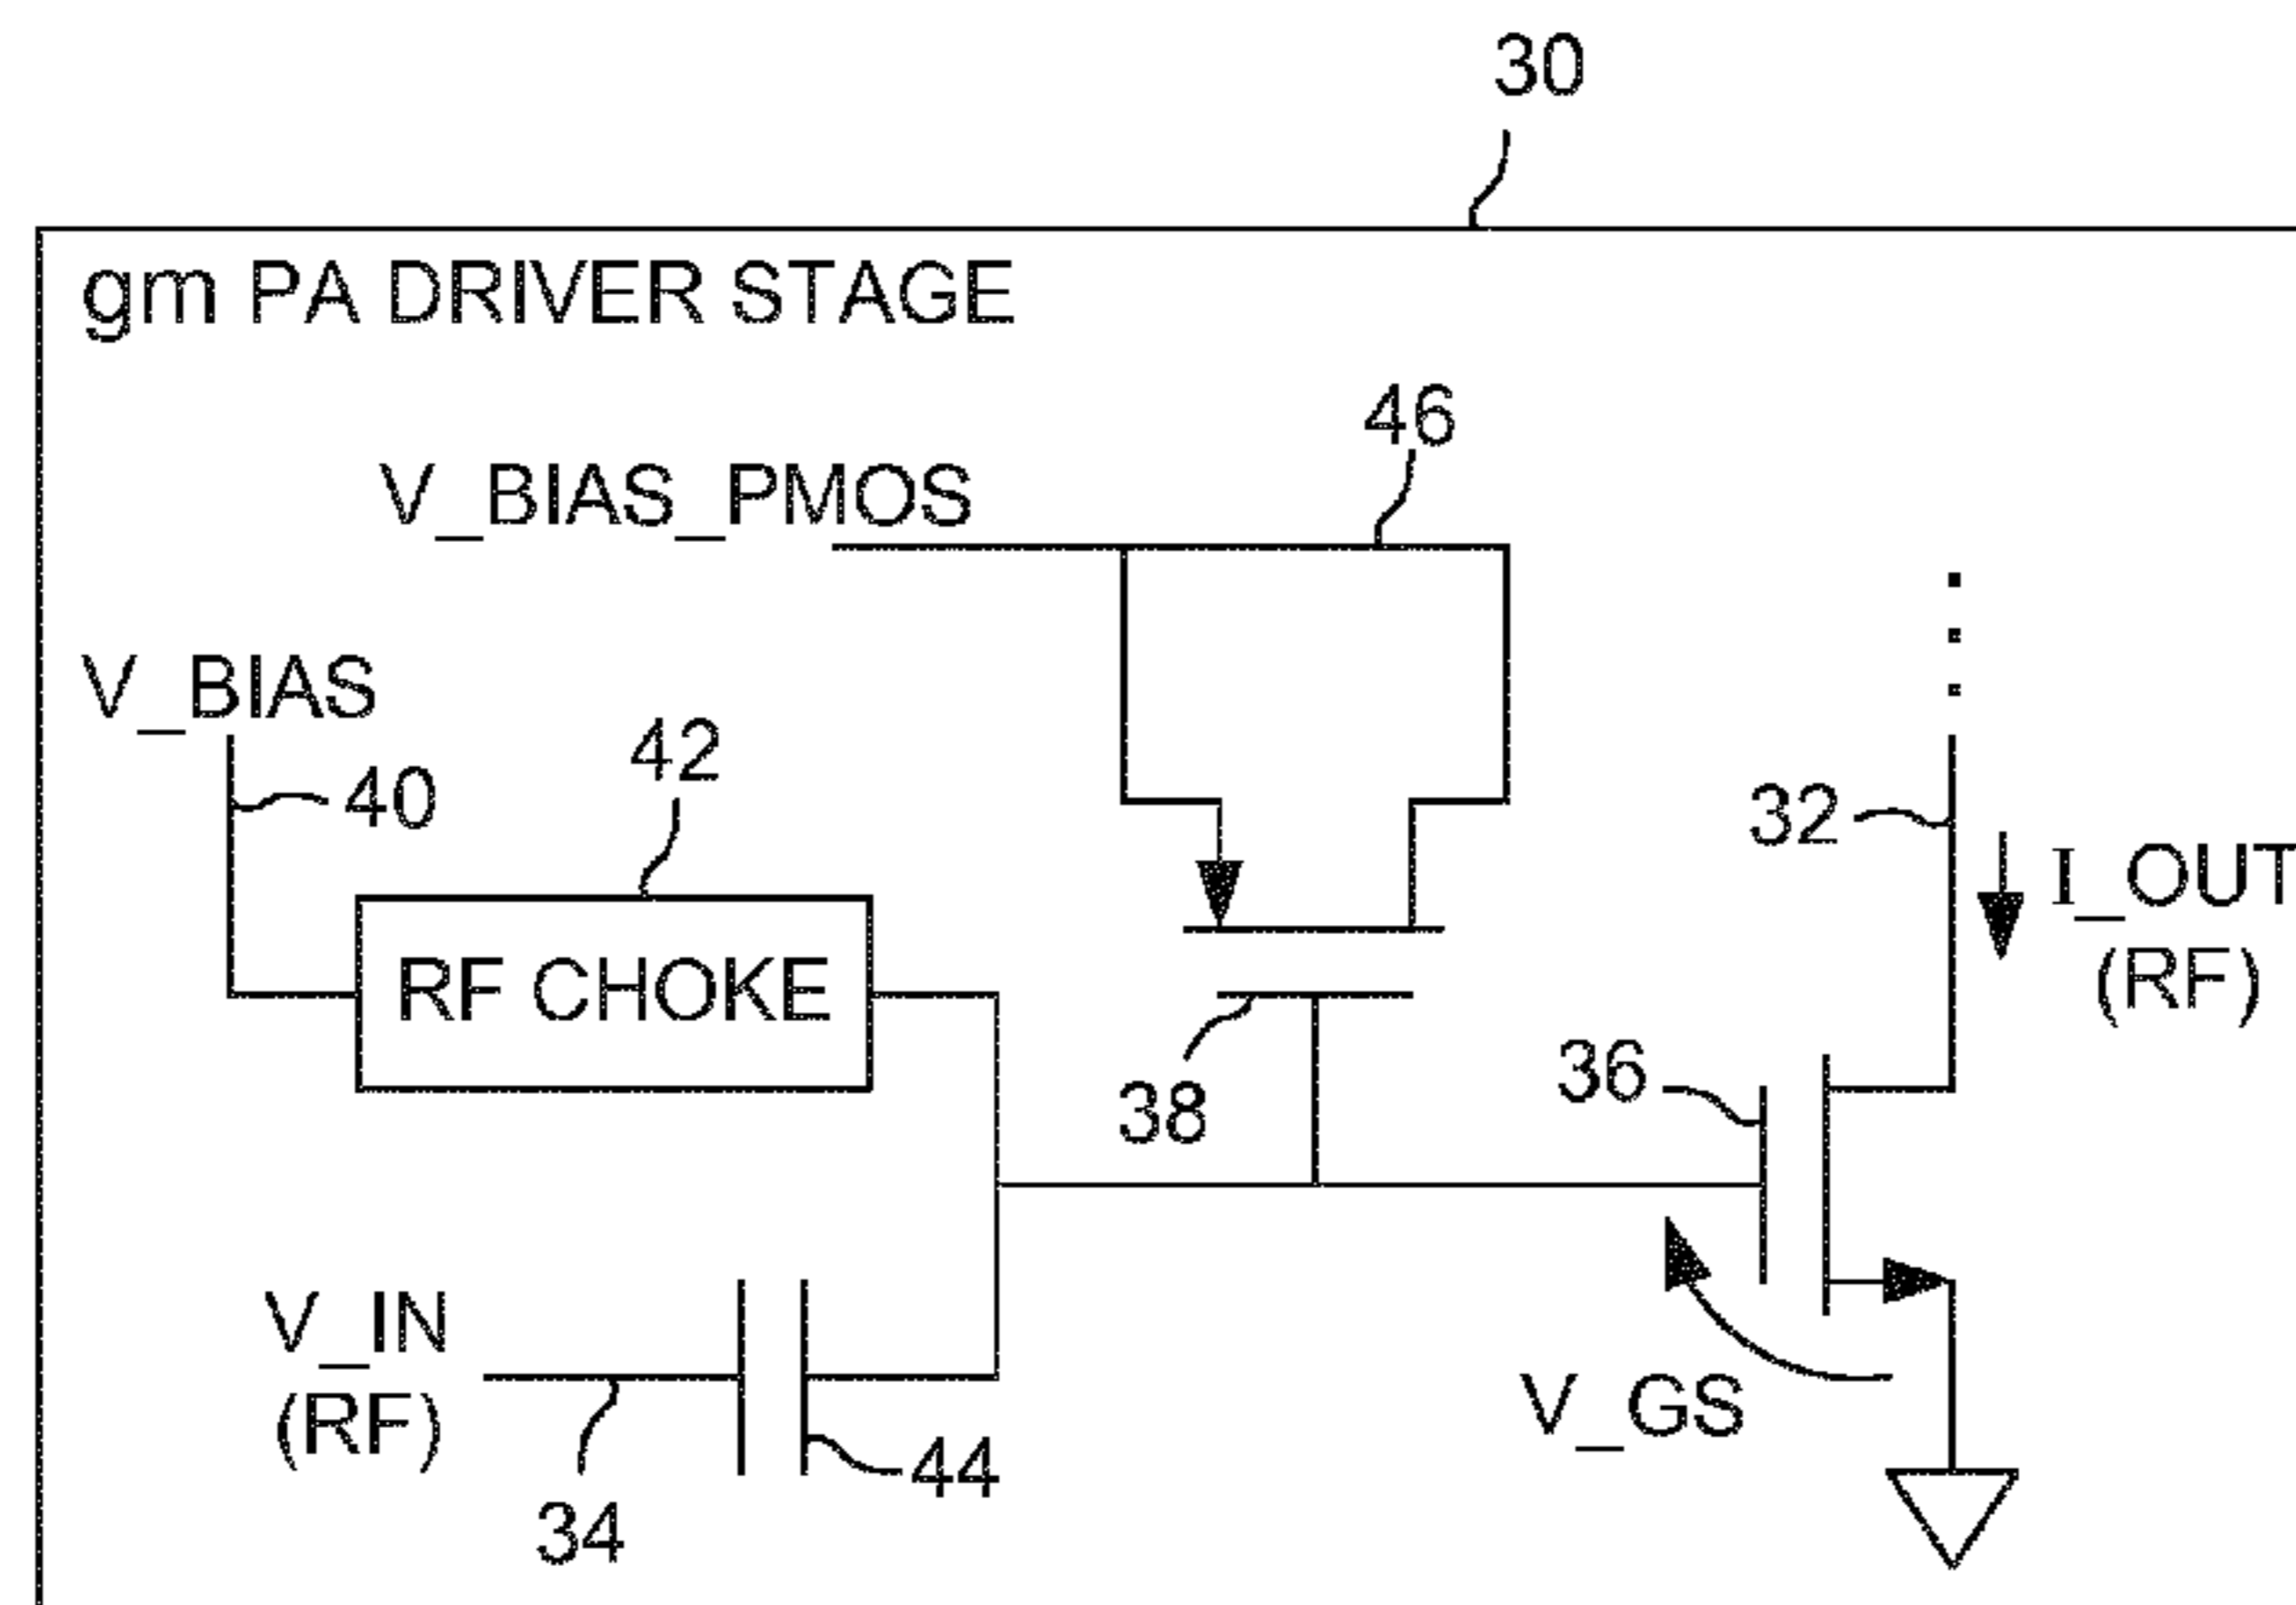 30
gm PA DRIVER STAGE
46
V_BIAS_PMOS
V_BIAS
42
40
32
I_OUT
(RF)
RF CHOKE
36
38
V_IN
(RF)
V_GS
44
34